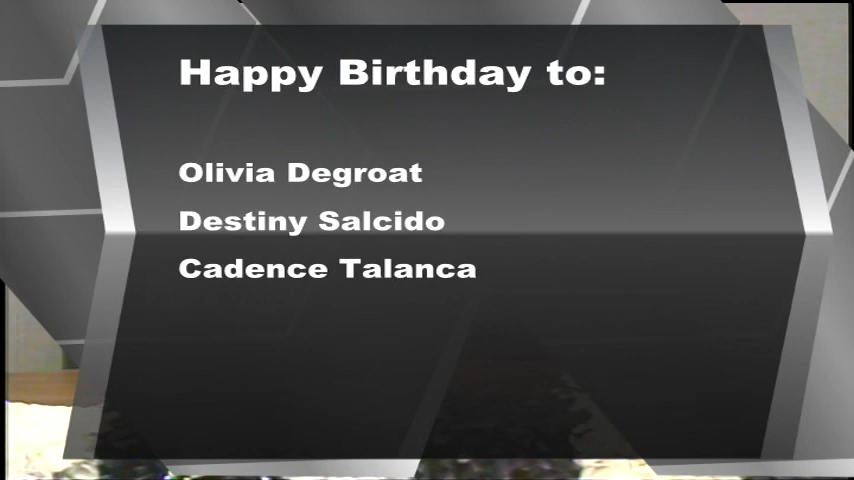 Happy Birthday to:
Olivia Degroat
Destiny Salcido
Cadence Talanca